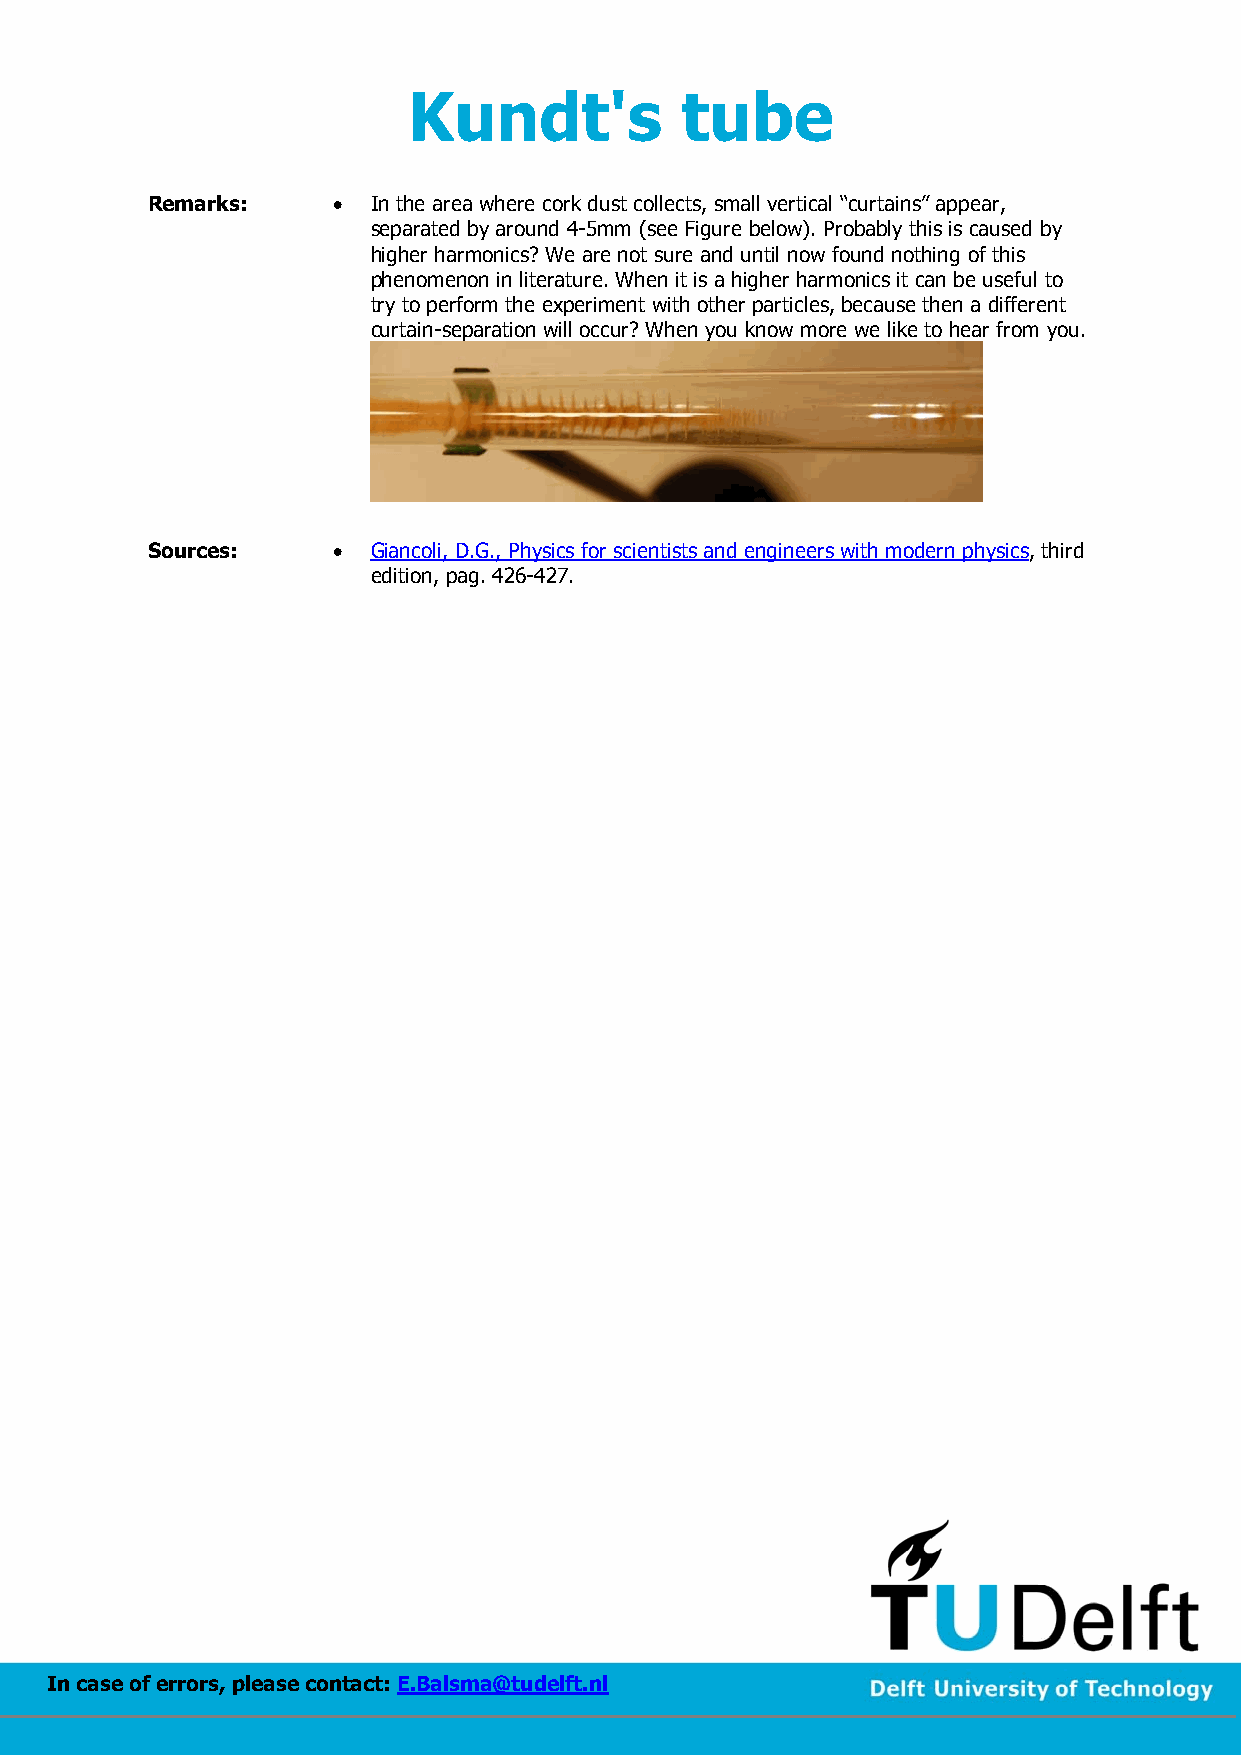 Kundt's tube
Remarks: • In the area where cork dust collects, small vertical “curtains” appear,
separated by around 4-5mm (see Figure below). Probably this is caused by
higher harmonics? We are not sure and until now found nothing of this
phenomenon in literature. When it is a higher harmonics it can be useful to
try to perform the experiment with other particles, because then a different
curtain-separation will occur? When you know more we like to hear from you.
Sources: • Giancoli, D.G., Physics for scientists and engineers with modern physics, third
edition, pag. 426-427.
TUDelft
In case of errors, please contact: E.Balsma@tudelft.nl
Delft University of Technology